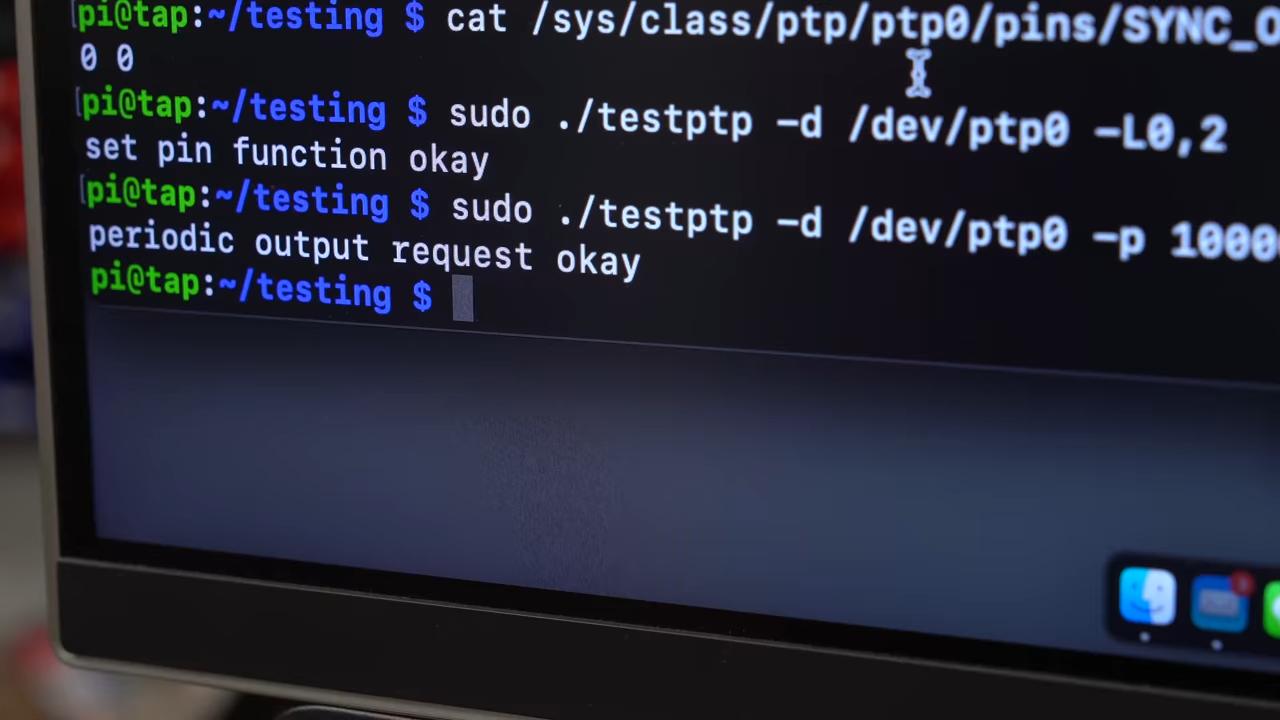 pi@tap:~/testing $ cat /sys/class/ptp/ptp0/pins/SYNC_O
0 0
pi@tap:~/testing $ sudo ./testptp -d /dev/ptp0 -L0,2
set pin function okay
pi@tap:~/testing $ sudo ./testptp -d /dev/ptp0 -p 1000
periodic output request okay
pi@tap:~/testing $